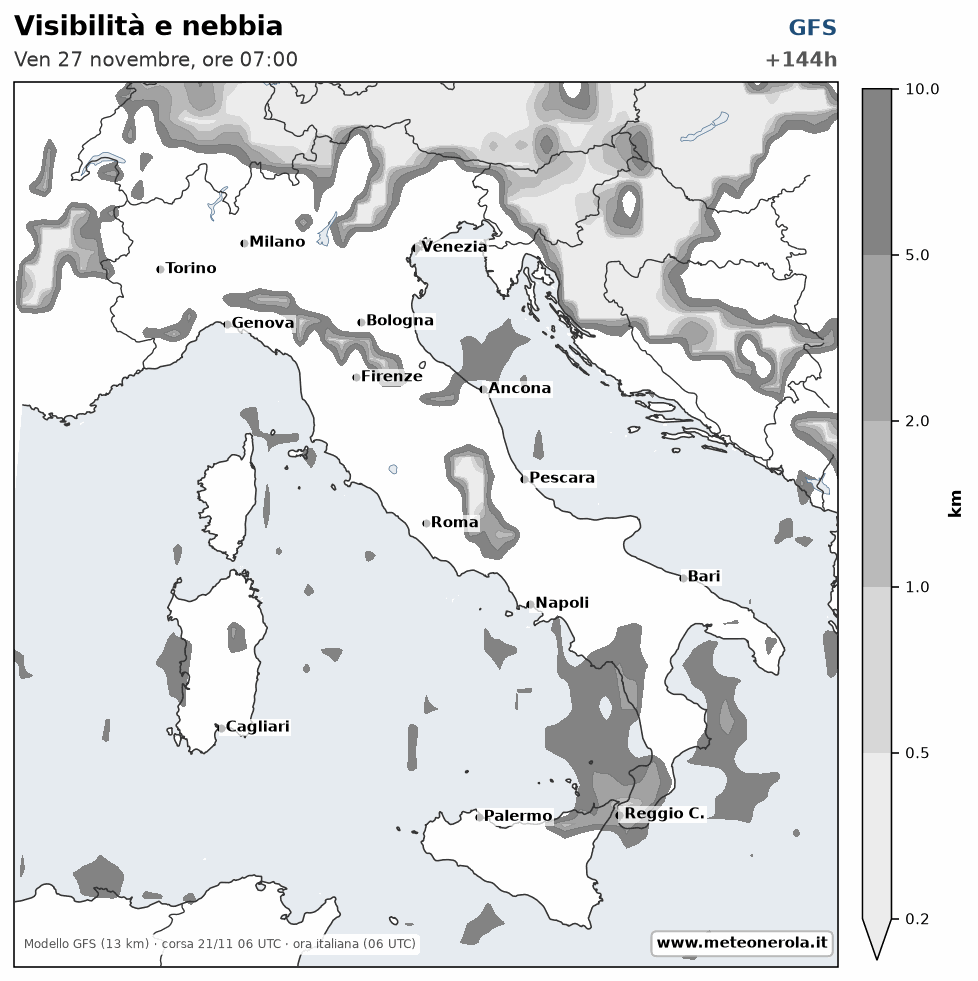 Visibilità e nebbia
GFS
Ven 27 novembre, ore 07:00
+144h
10.0
5.0
2.0
1.0
0.5
0.2
km
Milano
Venezia
Torino
Genova
Bologna
Firenze
Ancona
Pescara
Roma
Bari
Napoli
Cagliari
Palermo
Reggio C.
Modello GFS (13 km) · corsa 21/11 06 UTC · ora italiana (06 UTC)
www.meteonerola.it